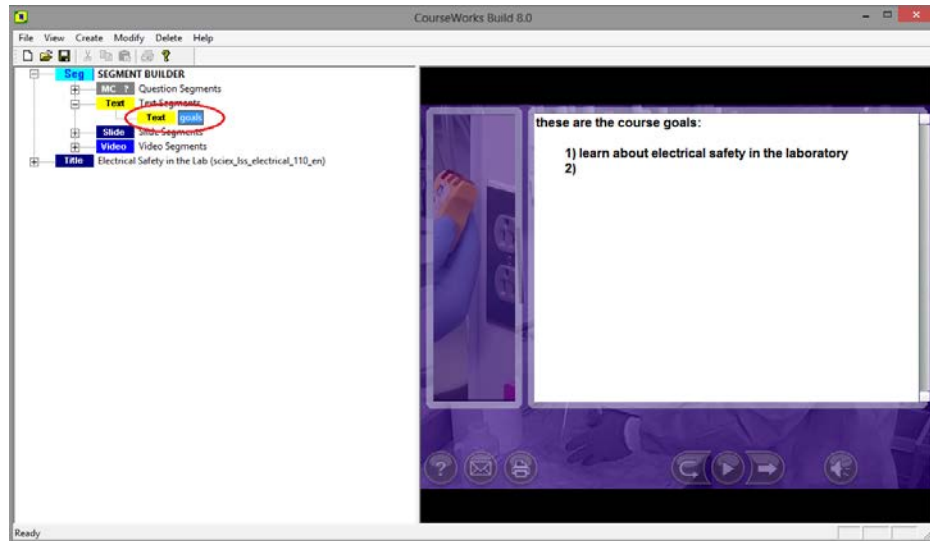 CourseWorks Build 8.0
File View Create Modify Delete Help
Seg SEGMENT BUILDER
MC ? Question Segments
Text Text Segments
Text goals
Slide Slide Segments
Video Video Segments
Title Electrical Safety in the Lab (sciex_lss_electrical_110_en)
these are the course goals:
1) learn about electrical safety in the laboratory
2)
?
Ready